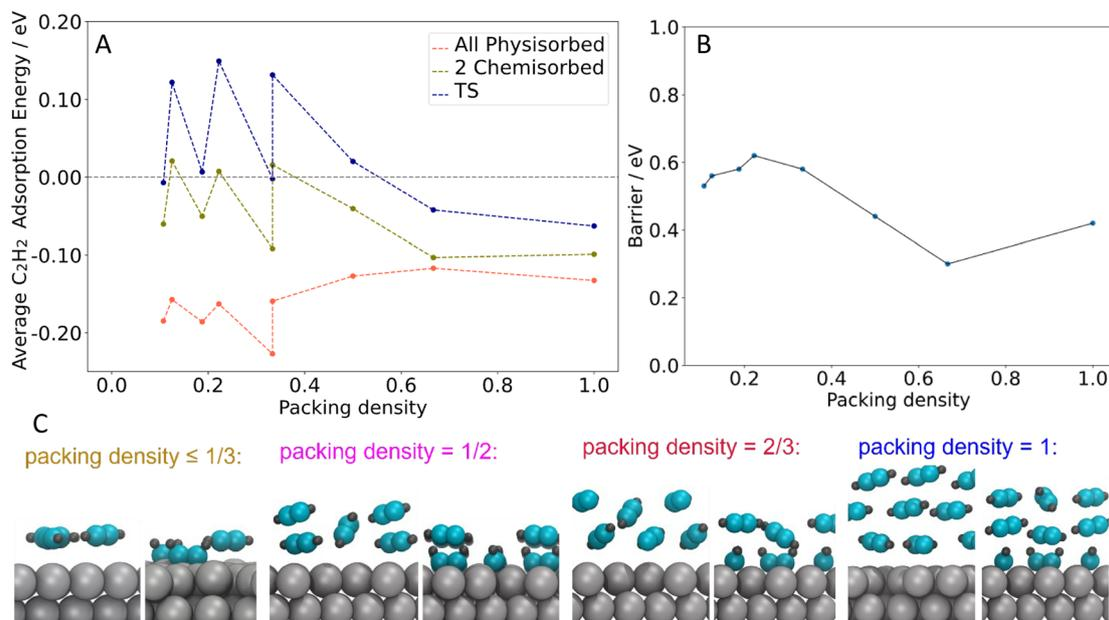 A
Average C₂H₂ Adsorption Energy / eV
0.20
0.10
0.00
-0.10
-0.20
All Physisorbed
2 Chemisorbed
TS
0.0 0.2 0.4 0.6 0.8 1.0
Packing density
B
Barrier / eV
1.0
0.8
0.6
0.4
0.2
0.0
0.2 0.4 0.6 0.8 1.0
Packing density
C
packing density ≤ 1/3:
packing density = 1/2:
packing density = 2/3:
packing density = 1: